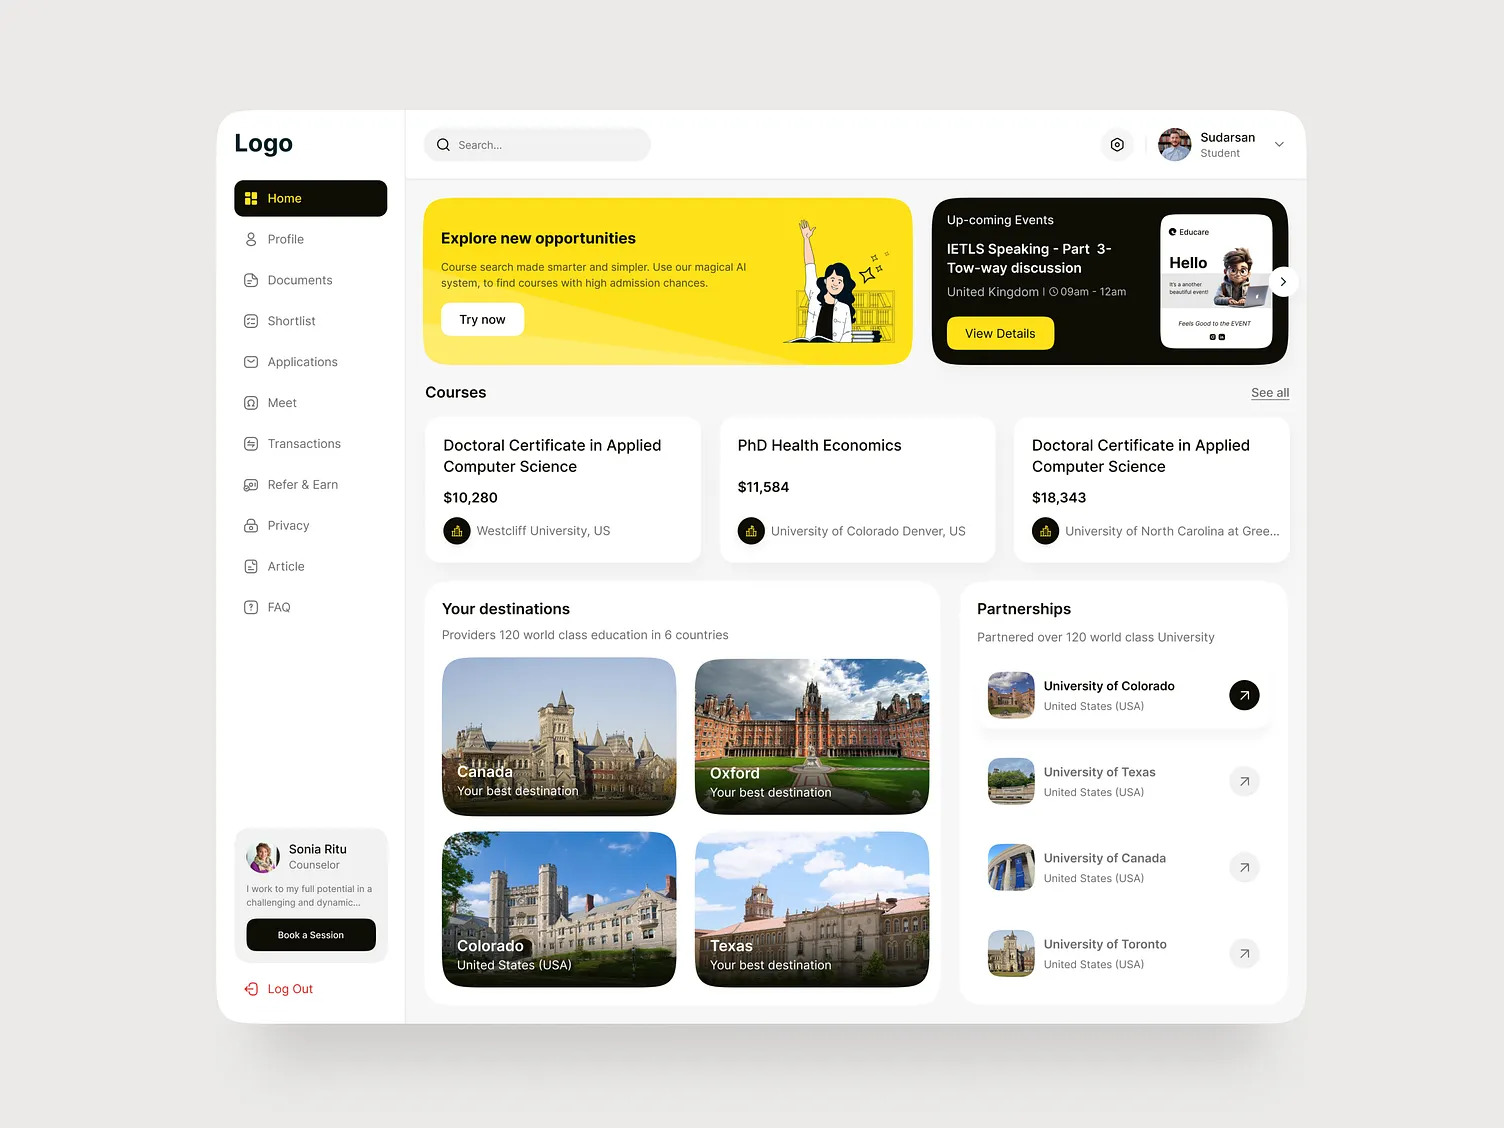 Logo
Search...
Sudarsan
Student
Home
Profile
Documents
Shortlist
Applications
Meet
Transactions
Refer & Earn
Privacy
Article
FAQ
Sonia Ritu
Counselor
I work to my full potential in a
challenging and dynamic...
Book a Session
Log Out
Explore new opportunities
Course search made smarter and simpler. Use our magical AI
system, to find courses with high admission chances.
Try now
Up-coming Events
IETLS Speaking - Part 3-
Tow-way discussion
United Kingdom | 09am - 12am
View Details
Educare
Hello
It's a another
beautiful event!
Feels Good to the EVENT
Courses
See all
Doctoral Certificate in Applied
Computer Science
$10,280
Westcliff University, US
PhD Health Economics
$11,584
University of Colorado Denver, US
Doctoral Certificate in Applied
Computer Science
$18,343
University of North Carolina at Gree...
Your destinations
Providers 120 world class education in 6 countries
Canada
Your best destination
Oxford
Your best destination
Colorado
United States (USA)
Texas
Your best destination
Partnerships
Partnered over 120 world class University
University of Colorado
United States (USA)
University of Texas
United States (USA)
University of Canada
United States (USA)
University of Toronto
United States (USA)